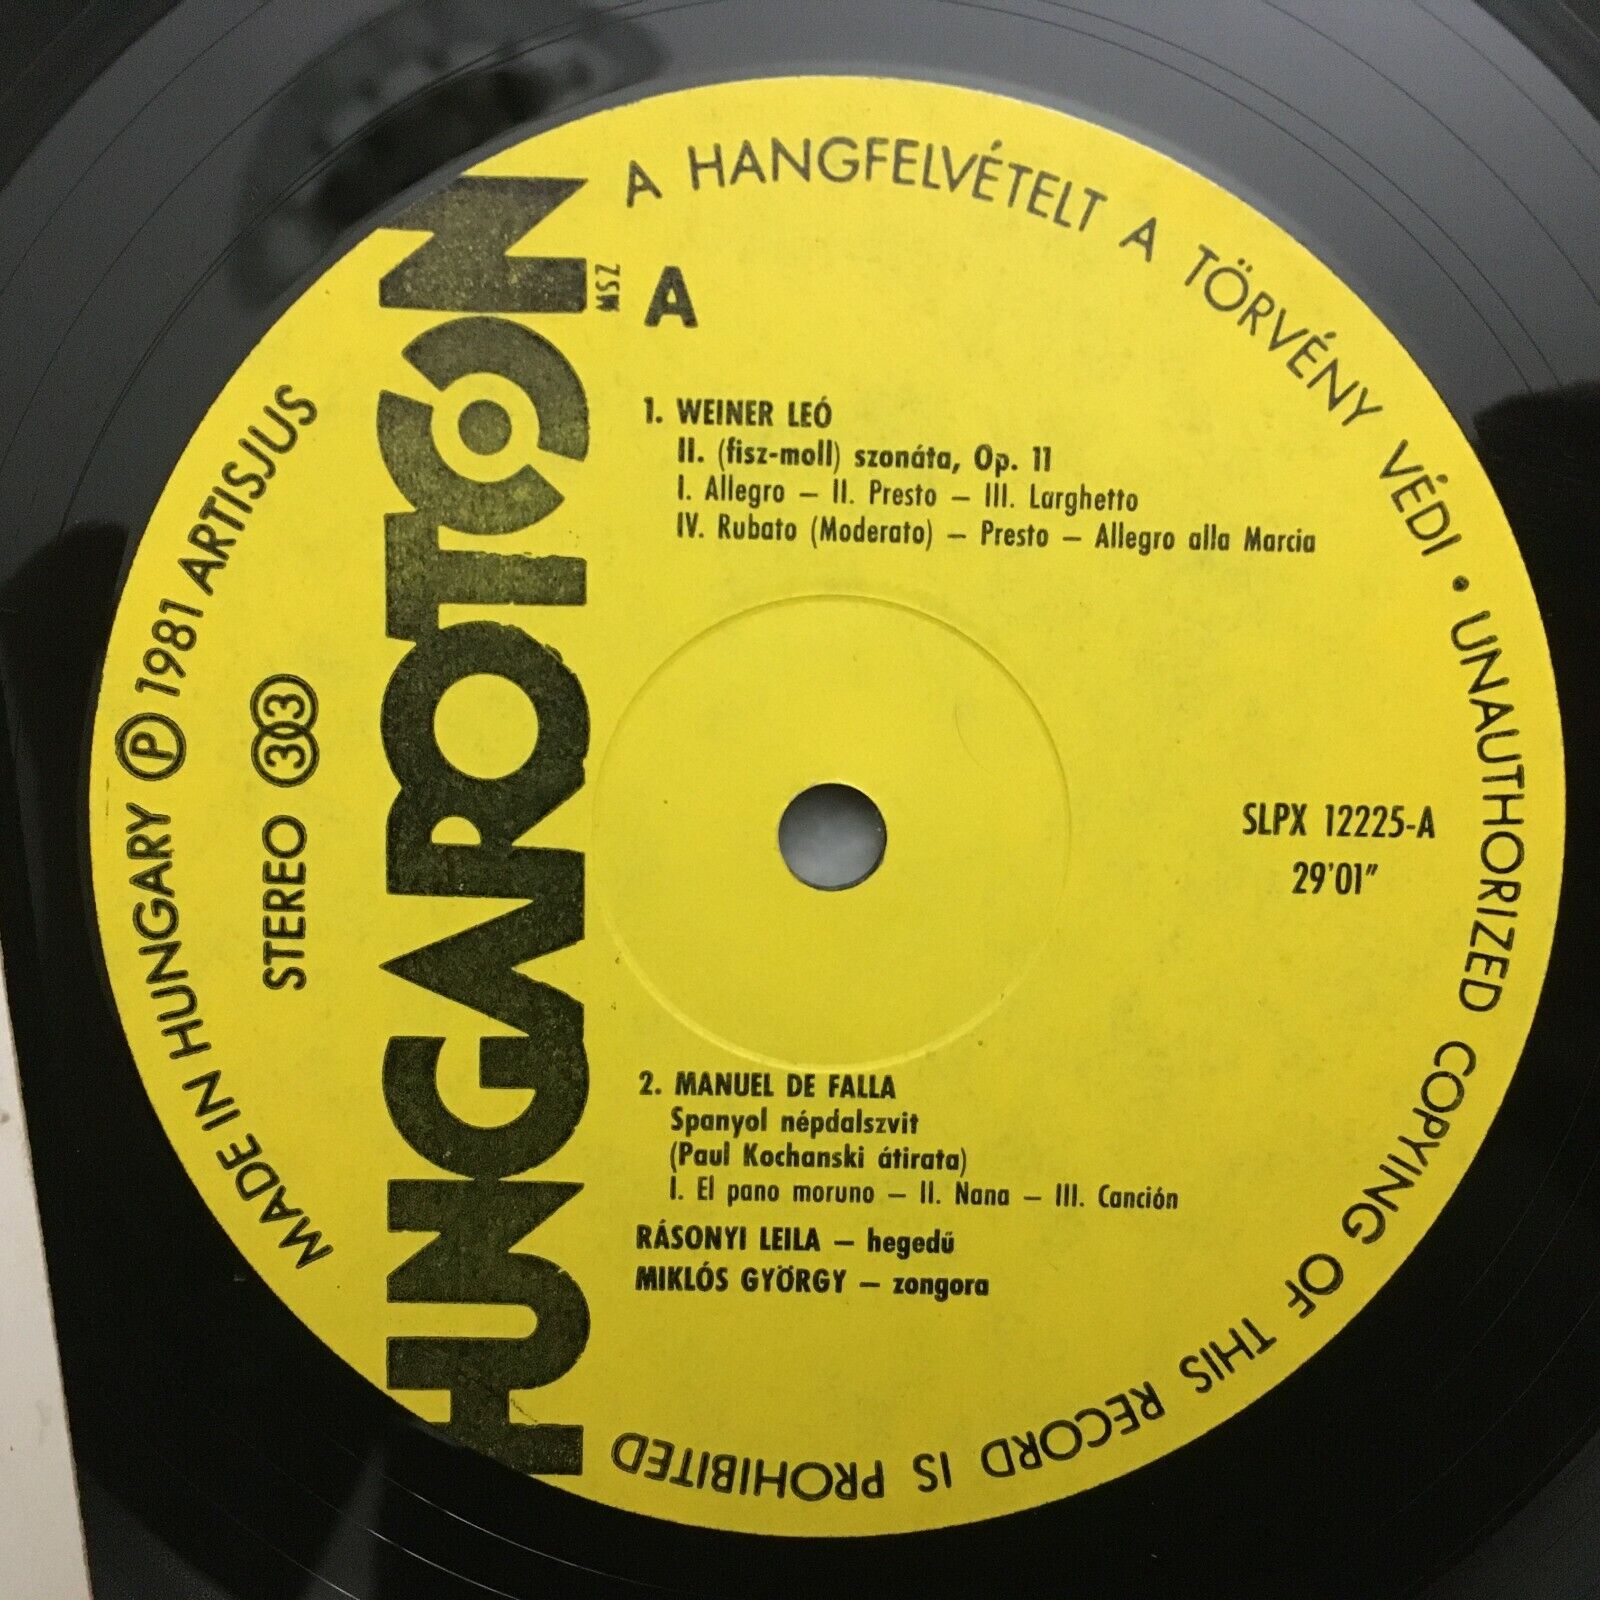 A HANGFELVÉTELT A TÖRVÉNY VÉDI • UNAUTHORIZED COPYING OF THIS RECORD IS PROHIBITED
MADE IN HUNGARY Ⓟ 1981 ARTISJUS
STEREO 33
HUNGAROTON
MSZ
A
1. WEINER LEÓ
II. (fisz-moll) szonáta, Op. 11
I. Allegro – II. Presto – III. Larghetto
IV. Rubato (Moderato) – Presto – Allegro alla Marcia
SLPX 12225-A
29'01"
2. MANUEL DE FALLA
Spanyol népdalszvit
(Paul Kochanski átirata)
I. El pano moruno – II. Nana – III. Canción
RÁSONYI LEILA – hegedű
MIKLÓS GYÖRGY – zongora